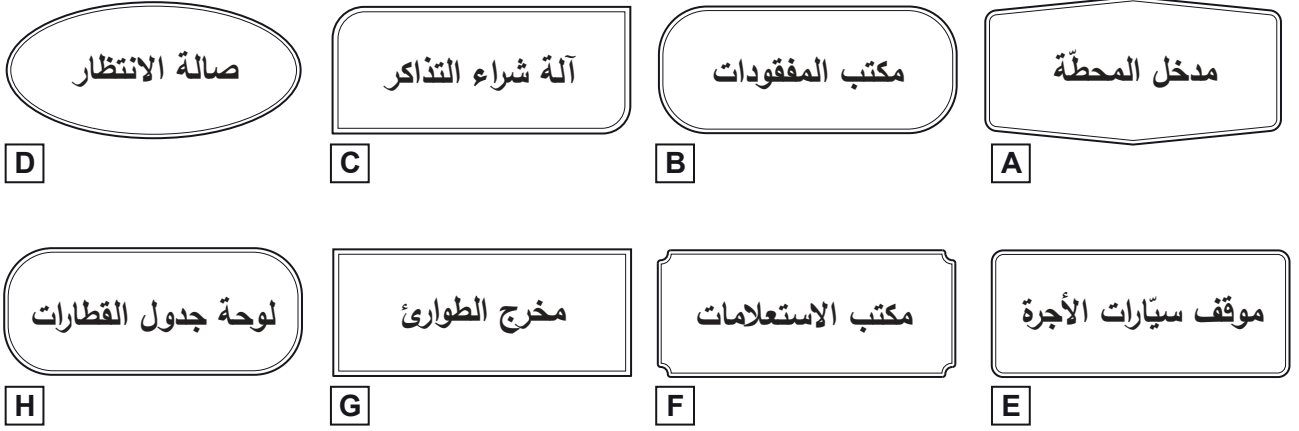 مدخل المحطّة
A
مكتب المفقودات
B
آلة شراء التذاكر
C
صالة الانتظار
D
موقف سيّارات الأجرة
E
مكتب الاستعلامات
F
مخرج الطوارئ
G
لوحة جدول القطارات
H